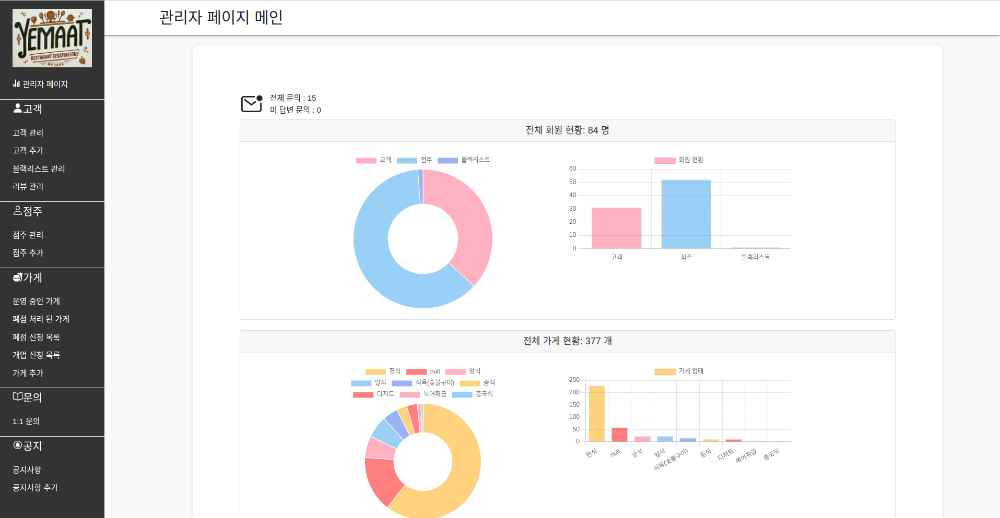 YEMAAT
RESTAURANT RESERVATIONS
관리자 페이지
고객
고객 관리
고객 추가
블랙리스트 관리
리뷰 관리
점주
점주 관리
점주 추가
가게
운영 중인 가게
폐점 처리 된 가게
폐점 신청 목록
개업 신청 목록
가게 추가
문의
1:1 문의
공지
공지사항
공지사항 추가
관리자 페이지 메인
전체 문의 : 15
미 답변 문의 : 0
전체 회원 현황: 84 명
고객 점주 블랙리스트
회원 현황
60
50
40
30
20
10
0
고객 점주 블랙리스트
전체 가게 현황: 377 개
한식 null 양식
일식 식육(숯불구이) 중식
디저트 복어취급 중국식
가게 업태
250
200
150
100
50
0
한식 null 양식 일식 식육(숯불구이) 중식 디저트 복어취급 중국식